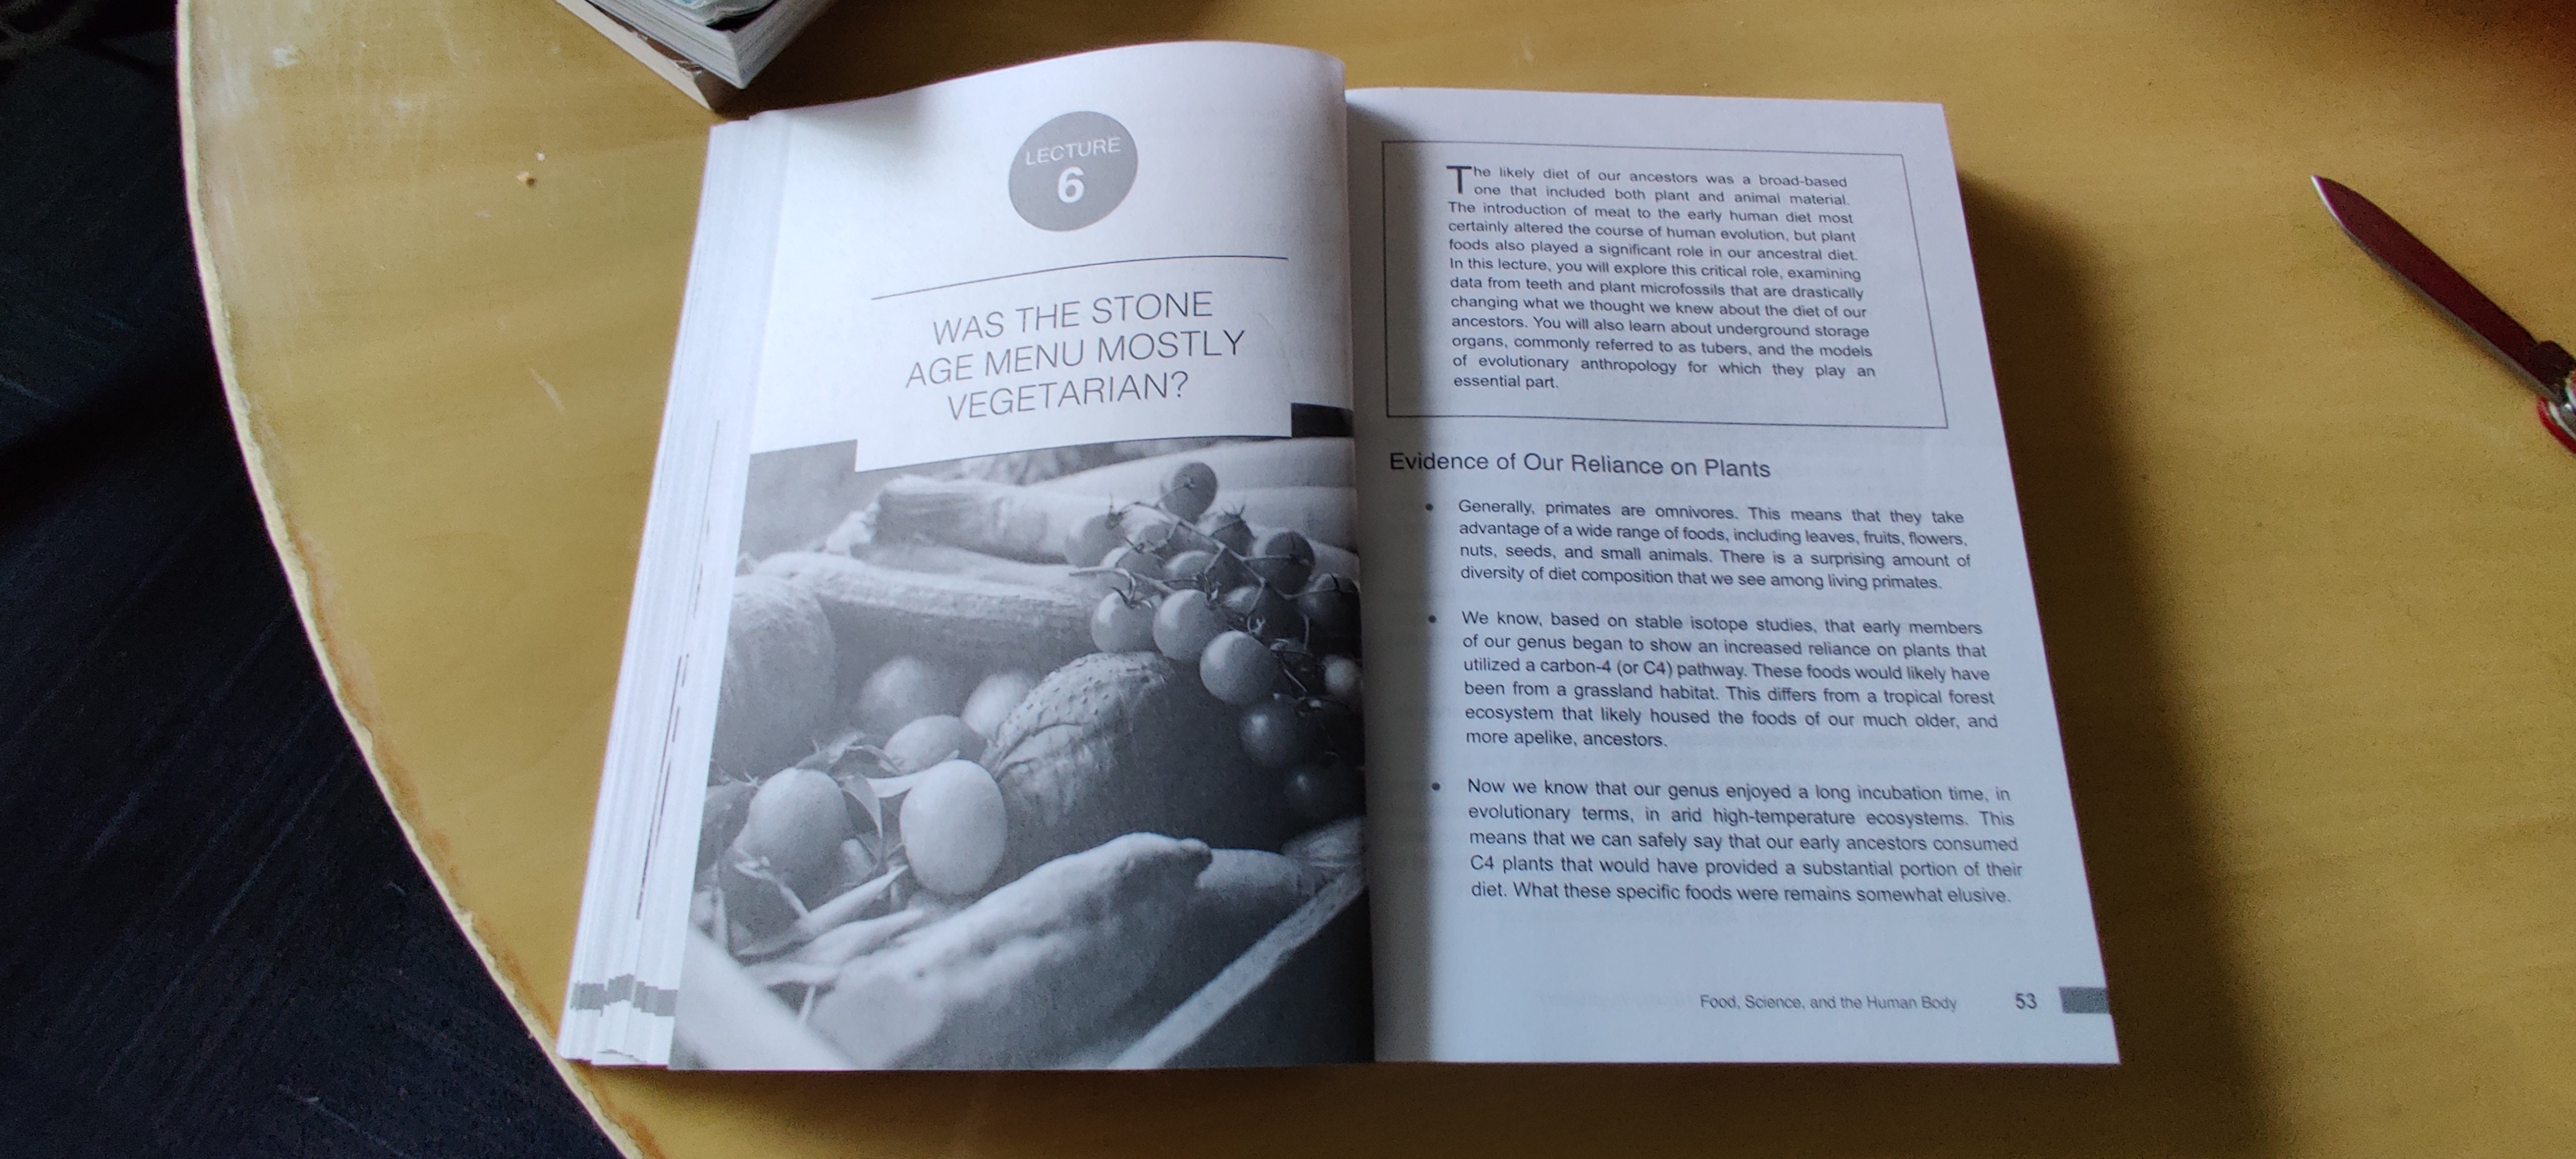 LECTURE
6
WAS THE STONE
AGE MENU MOSTLY
VEGETARIAN?
The likely diet of our ancestors was a broad-based
one that included both plant and animal material.
The introduction of meat to the early human diet most
certainly altered the course of human evolution, but plant
foods also played a significant role in our ancestral diet.
In this lecture, you will explore this critical role, examining
data from teeth and plant microfossils that are drastically
changing what we thought we knew about the diet of our
ancestors. You will also learn about underground storage
organs, commonly referred to as tubers, and the models
of evolutionary anthropology for which they play an
essential part.
Evidence of Our Reliance on Plants
• Generally, primates are omnivores. This means that they take
advantage of a wide range of foods, including leaves, fruits, flowers,
nuts, seeds, and small animals. There is a surprising amount of
diversity of diet composition that we see among living primates.
• We know, based on stable isotope studies, that early members
of our genus began to show an increased reliance on plants that
utilized a carbon-4 (or C4) pathway. These foods would likely have
been from a grassland habitat. This differs from a tropical forest
ecosystem that likely housed the foods of our much older, and
more apelike, ancestors.
• Now we know that our genus enjoyed a long incubation time, in
evolutionary terms, in arid high-temperature ecosystems. This
means that we can safely say that our early ancestors consumed
C4 plants that would have provided a substantial portion of their
diet. What these specific foods were remains somewhat elusive.
Food, Science, and the Human Body 53